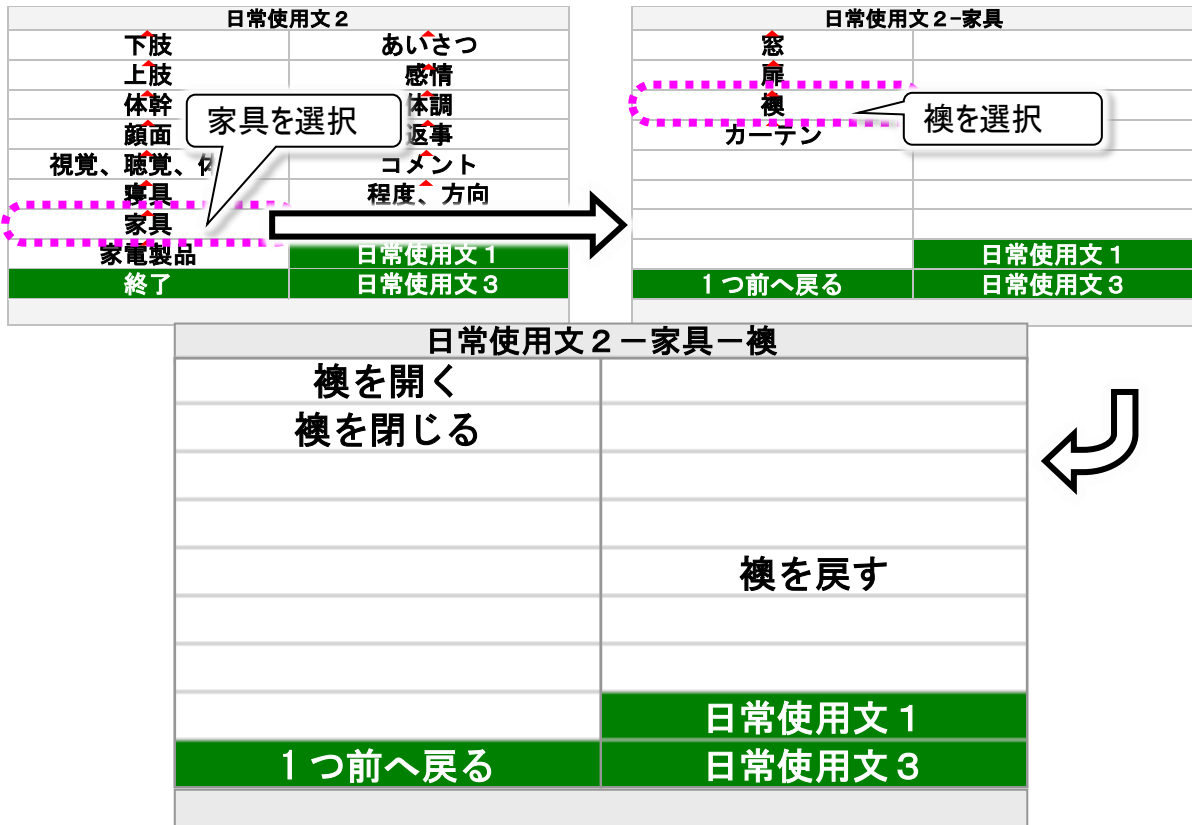 日常使用文２
下肢 あいさつ
上肢 感情
体幹 体調
顔面 返事
視覚、聴覚、 コメント
寝具 程度、方向
家具
家電製品 日常使用文１
終了 日常使用文３
家具を選択
日常使用文２-家具
窓
扉
襖
カーテン
日常使用文１
１つ前へ戻る 日常使用文３
襖を選択
日常使用文２－家具－襖
襖を開く
襖を閉じる
襖を戻す
日常使用文１
１つ前へ戻る 日常使用文３